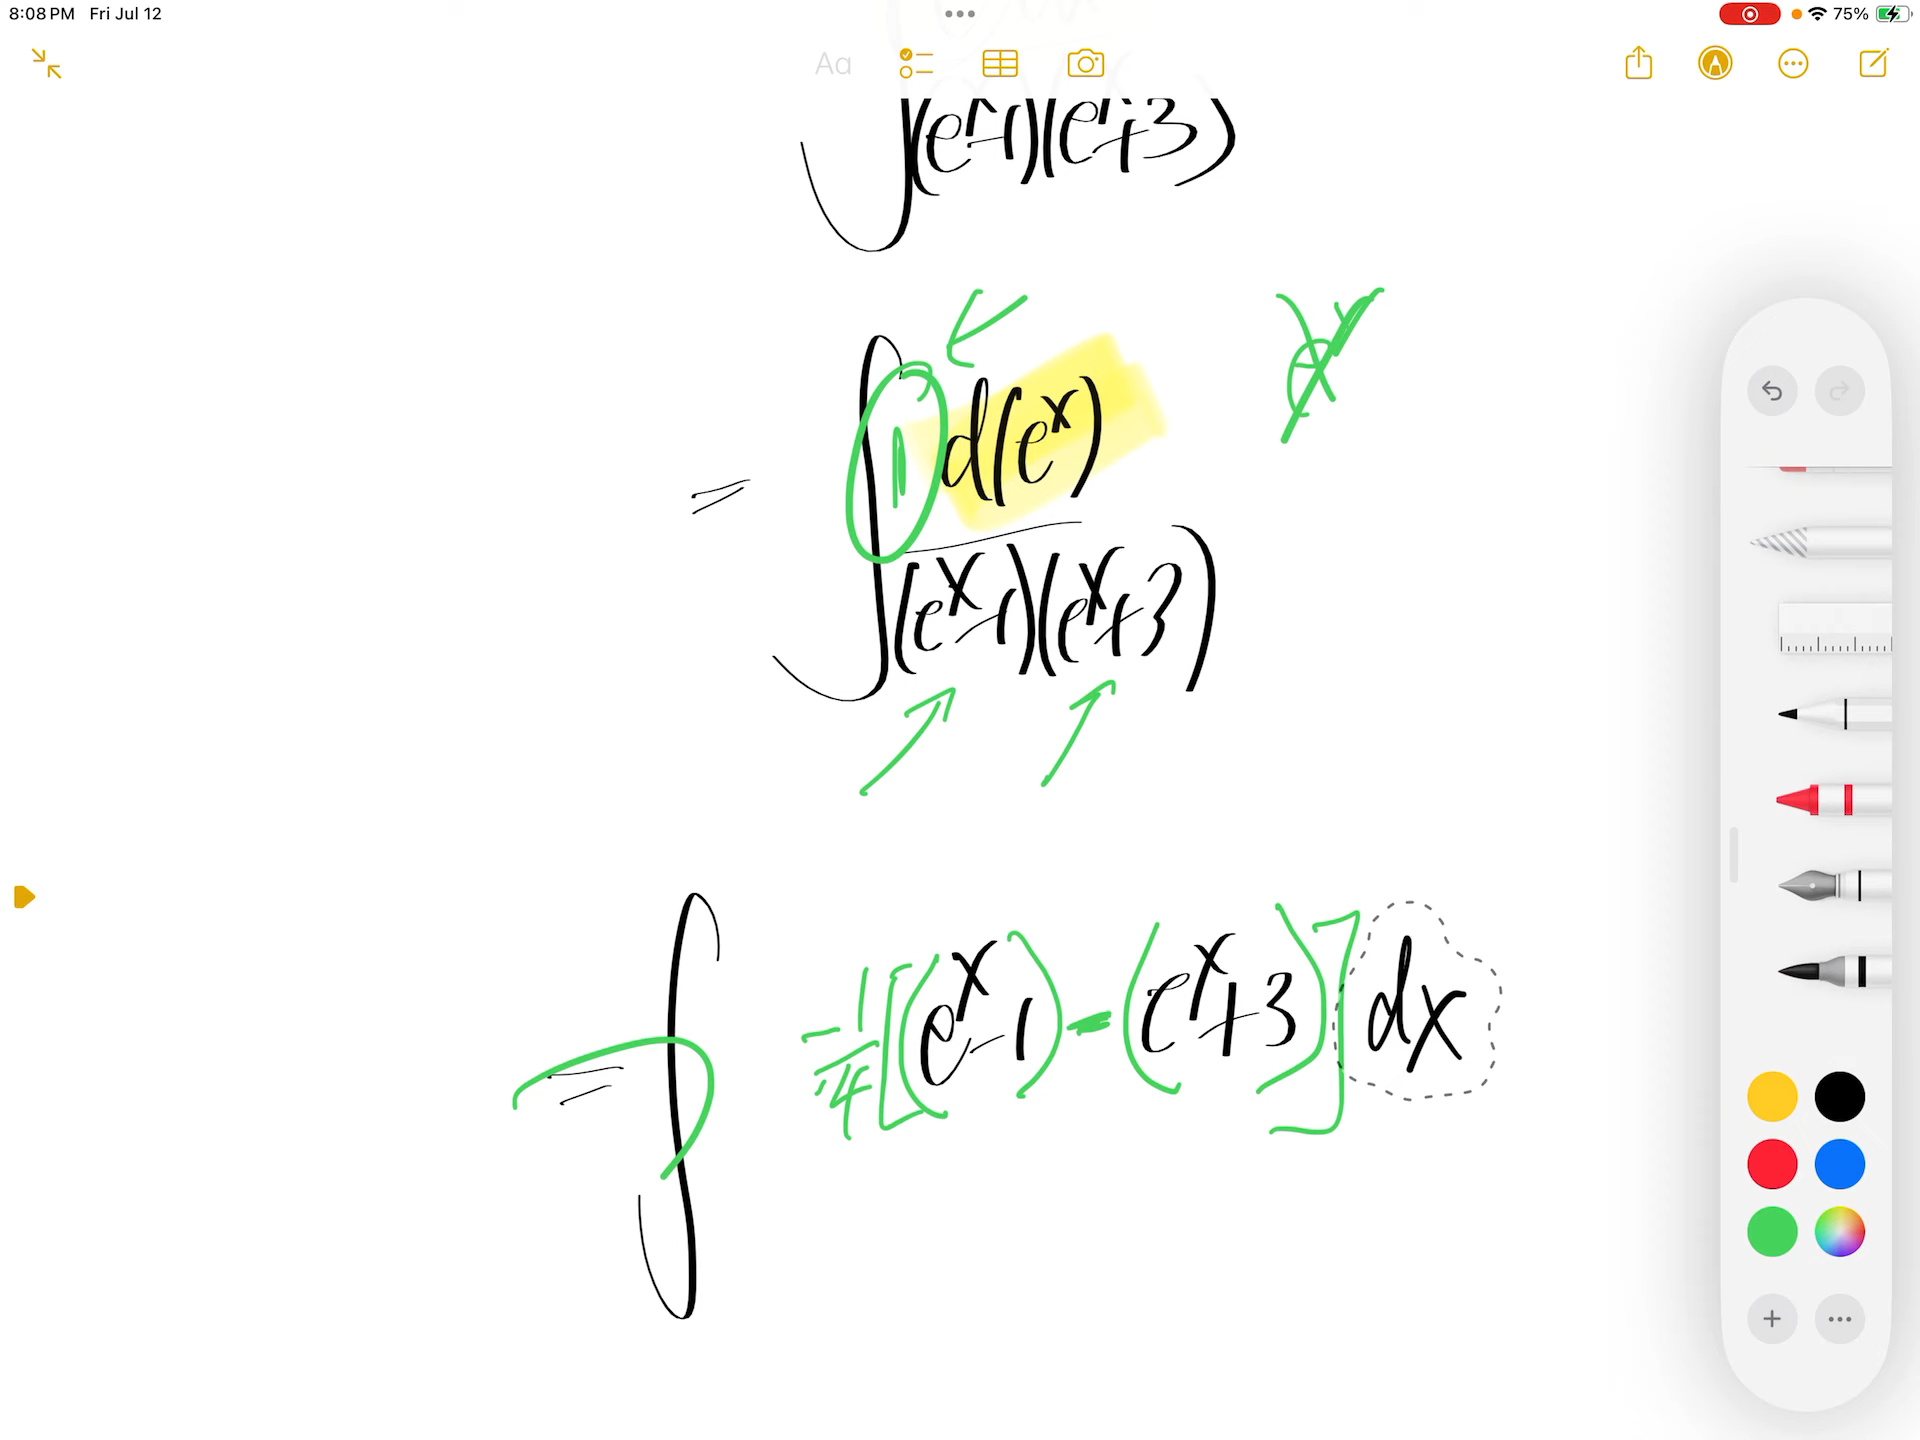 8:08 PM Fri Jul 12 75%
Aa
∫(eˣ-1)(eˣ+3)
= ∫ 1 d(eˣ)
(eˣ-1)(eˣ+3)
= ∫ -1/4 [(eˣ-1)-(eˣ+3)] dx